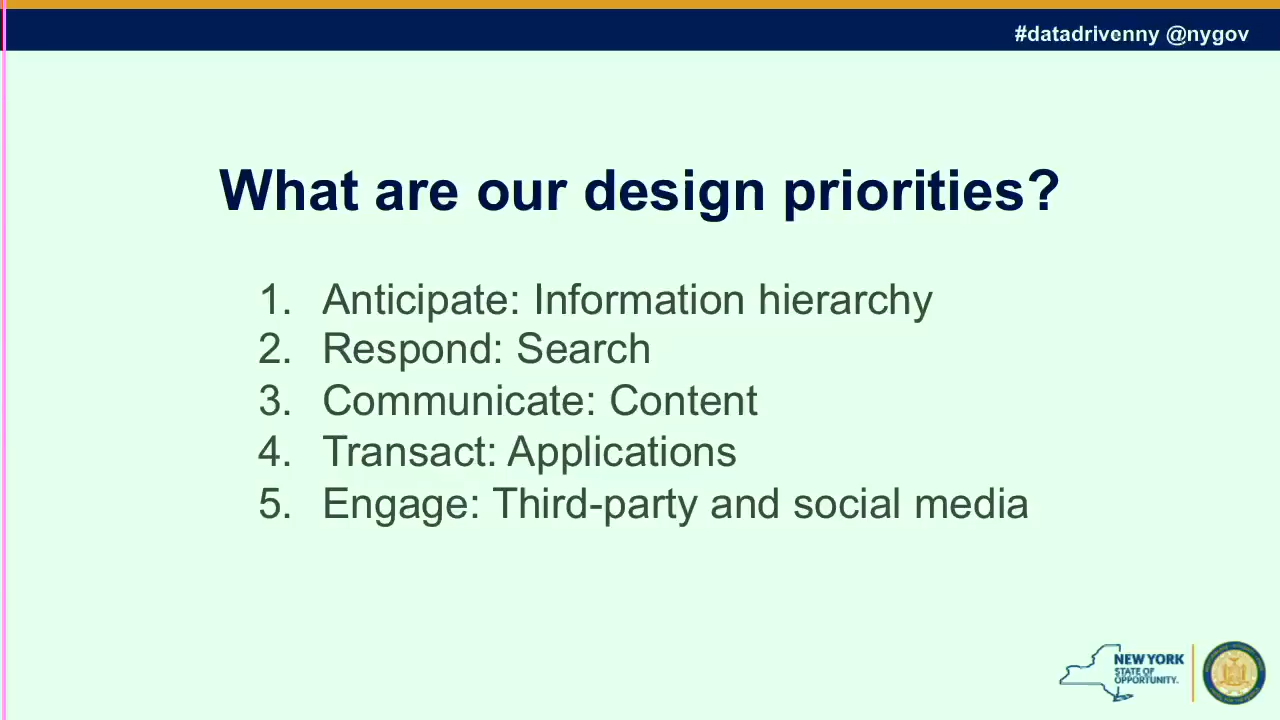 #datadrivenny @nygov
What are our design priorities?
1. Anticipate: Information hierarchy
2. Respond: Search
3. Communicate: Content
4. Transact: Applications
5. Engage: Third-party and social media
NEW YORK
STATE OF
OPPORTUNITY.